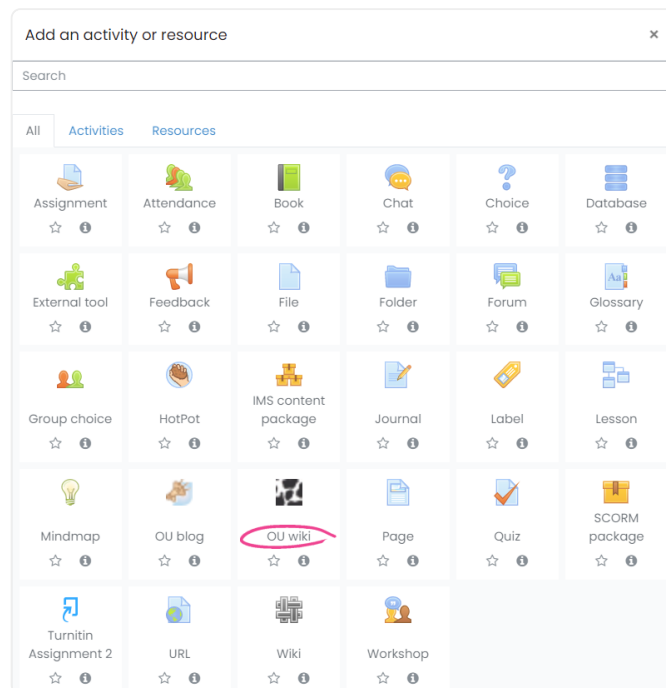 Add an activity or resource
×
Search
All Activities Resources
Assignment Attendance Book Chat Choice Database
External tool Feedback File Folder Forum Glossary
Aa
Group choice HotPot IMS content package Journal Label Lesson
Mindmap OU blog OU wiki Page Quiz SCORM package
Turnitin Assignment 2 URL Wiki Workshop